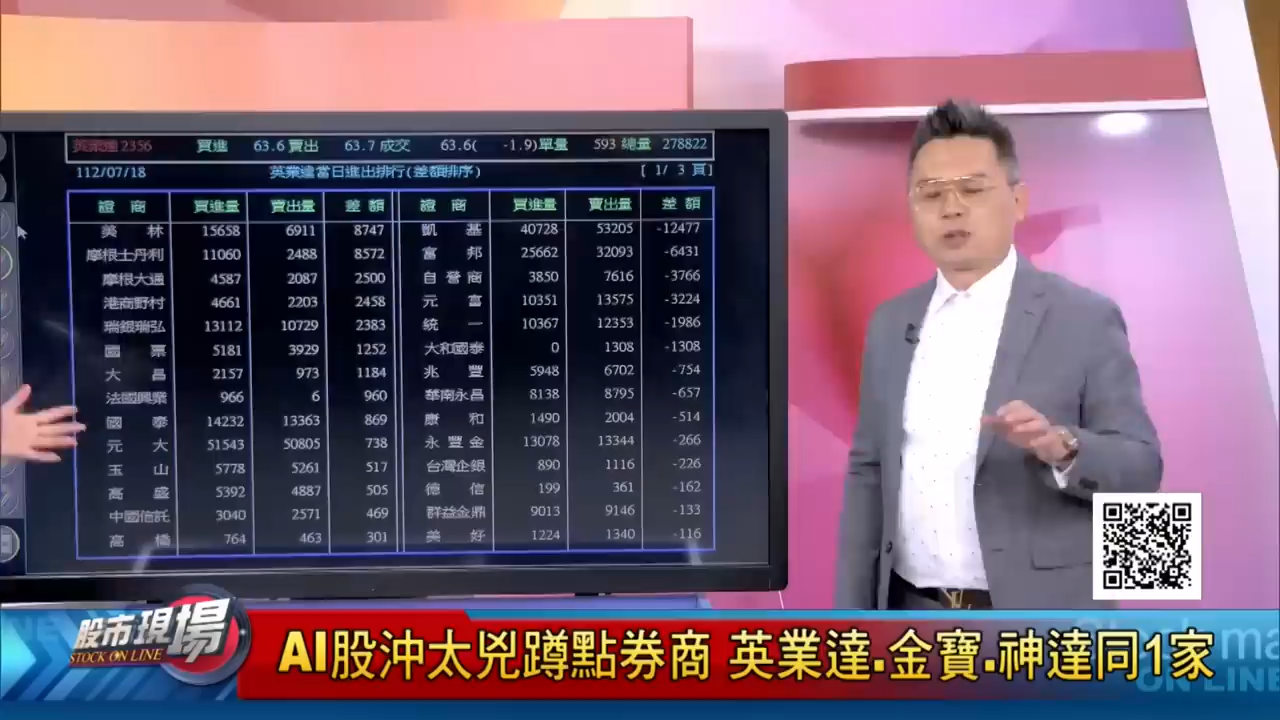 英業達 2356 買進 63.6 賣出 63.7 成交 63.6( -1.9) 單量 593 總量 278822
112/07/18 英業達當日進出排行(差額排序) [ 1/ 3 頁]
證商 買進量 賣出量 差額 證商 買進量 賣出量 差額
美林 15658 6911 8747 凱基 40728 53205 -12477
摩根士丹利 11060 2488 8572 富邦 25662 32093 -6431
摩根大通 4587 2087 2500 自營商 3850 7616 -3766
港商野村 4661 2203 2458 元富 10351 13575 -3224
瑞銀瑞弘 13112 10729 2383 統一 10367 12353 -1986
國票 5181 3929 1252 大和國泰 0 1308 -1308
大昌 2157 973 1184 兆豐 5948 6702 -754
法國興業 966 6 960 華南永昌 8138 8795 -657
國泰 14232 13363 869 康和 1490 2004 -514
元大 51543 50805 738 永豐金 13078 13344 -266
玉山 5778 5261 517 台灣企銀 890 1116 -226
高盛 5392 4887 505 德信 199 361 -162
中國信託 3040 2571 469 群益金鼎 9013 9146 -133
高橋 764 463 301 美好 1224 1340 -116
股市現場
STOCK ON LINE
AI股沖太兇蹲點券商 英業達.金寶.神達同1家
ON LINE